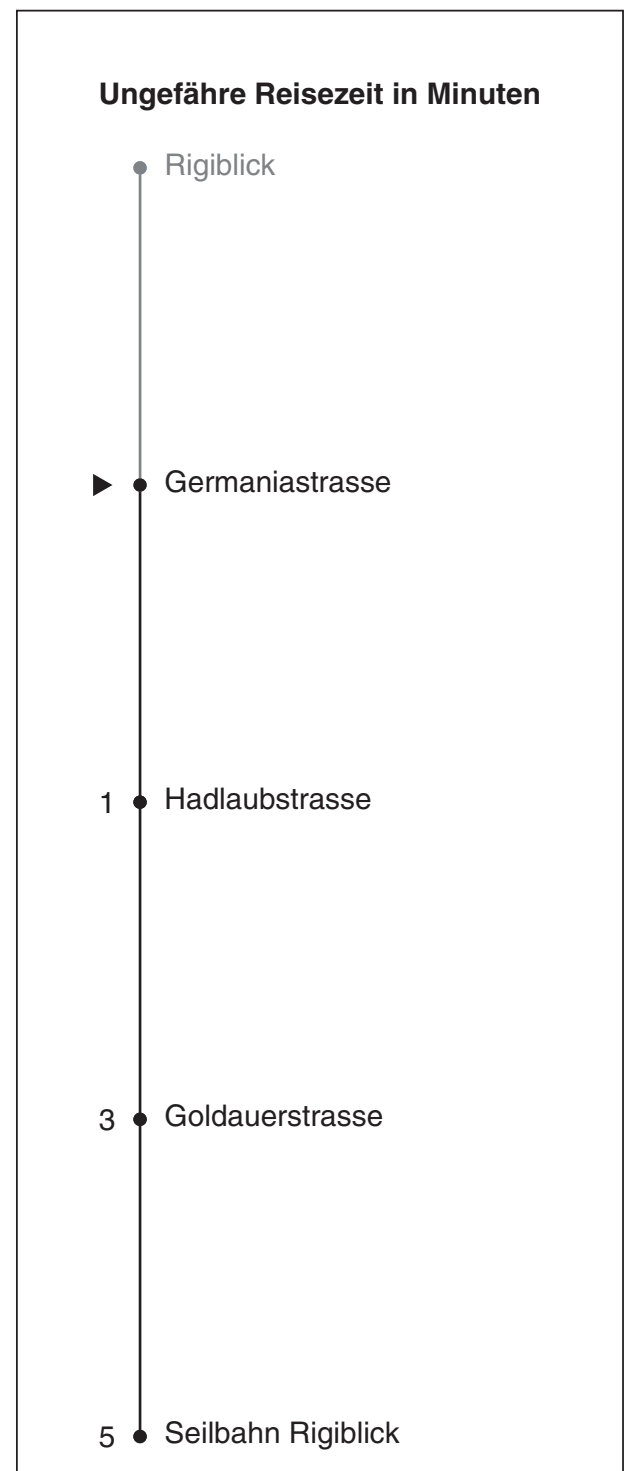 Ungefähre Reisezeit in Minuten
Rigiblick
Germaniastrasse
1 Hadlaubstrasse
3 Goldauerstrasse
5 Seilbahn Rigiblick